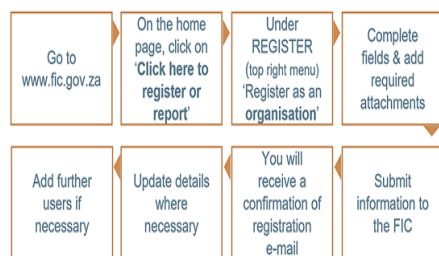 Go to
www.fic.gov.za
On the home
page, click on
‘Click here to
register or
report’
Under
REGISTER
(top right menu)
‘Register as an
organisation’
Complete
fields & add
required
attachments
Submit
information to
the FIC
You will
receive a
confirmation of
registration
e-mail
Update details
where
necessary
Add further
users if
necessary